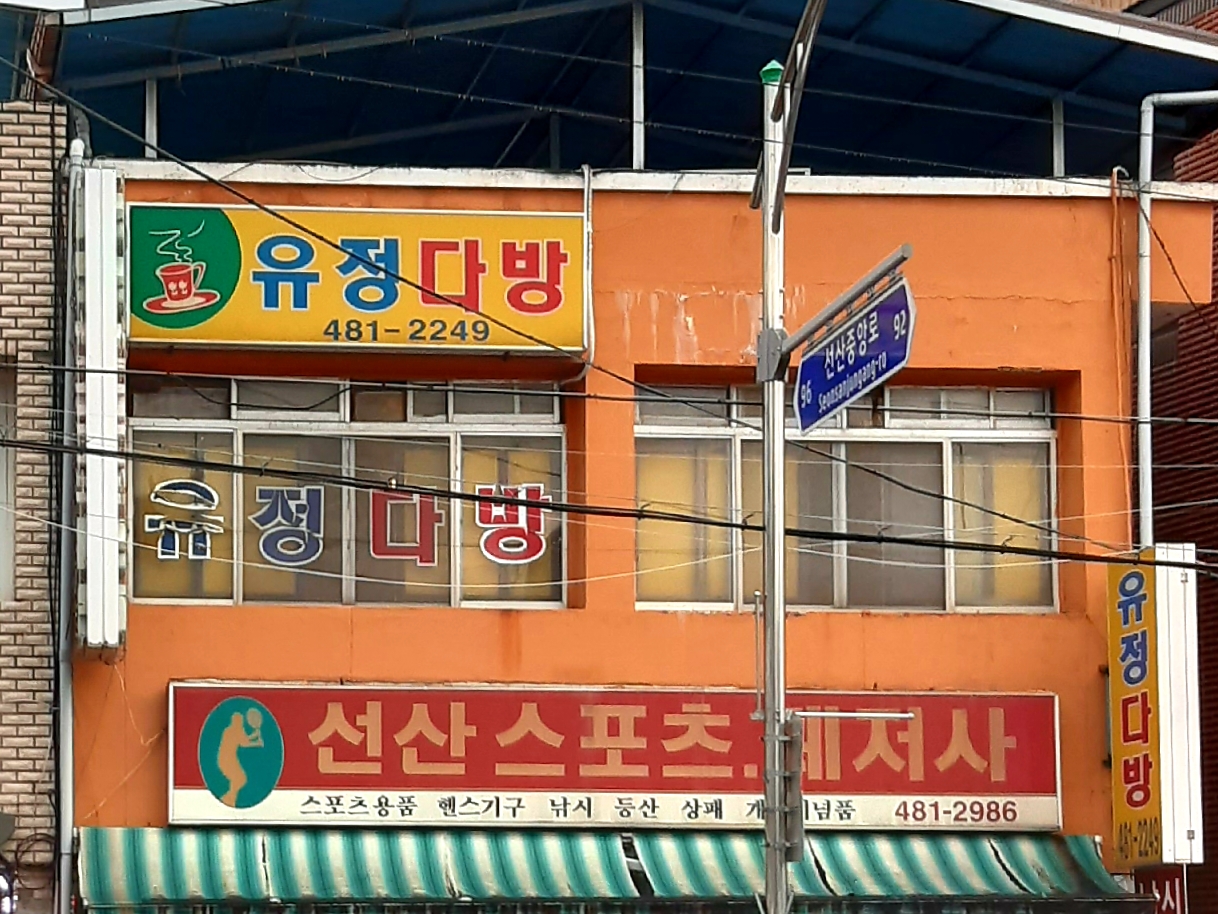 유정다방
481-2249
선산중앙로 92
96 Seonsanjungang-ro
유정다방
유정다방
481-2249
선산스포츠.레저사
스포츠용품 헨스기구 낚시 등산 상패 481-2986